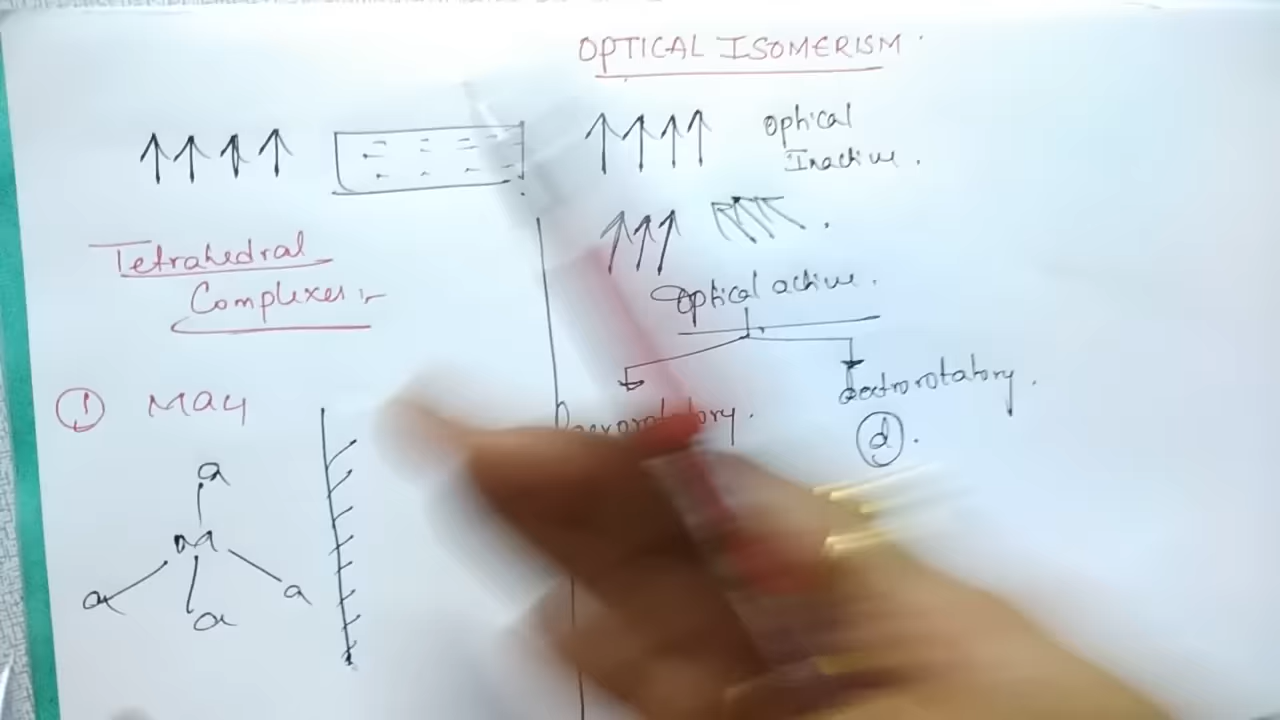 OPTICAL ISOMERISM.
Optical
Inactive.
Tetrahedral
Complexes:-
Optical active.
dextrorotatory.
d.
① Ma4
a
M
a
a
a